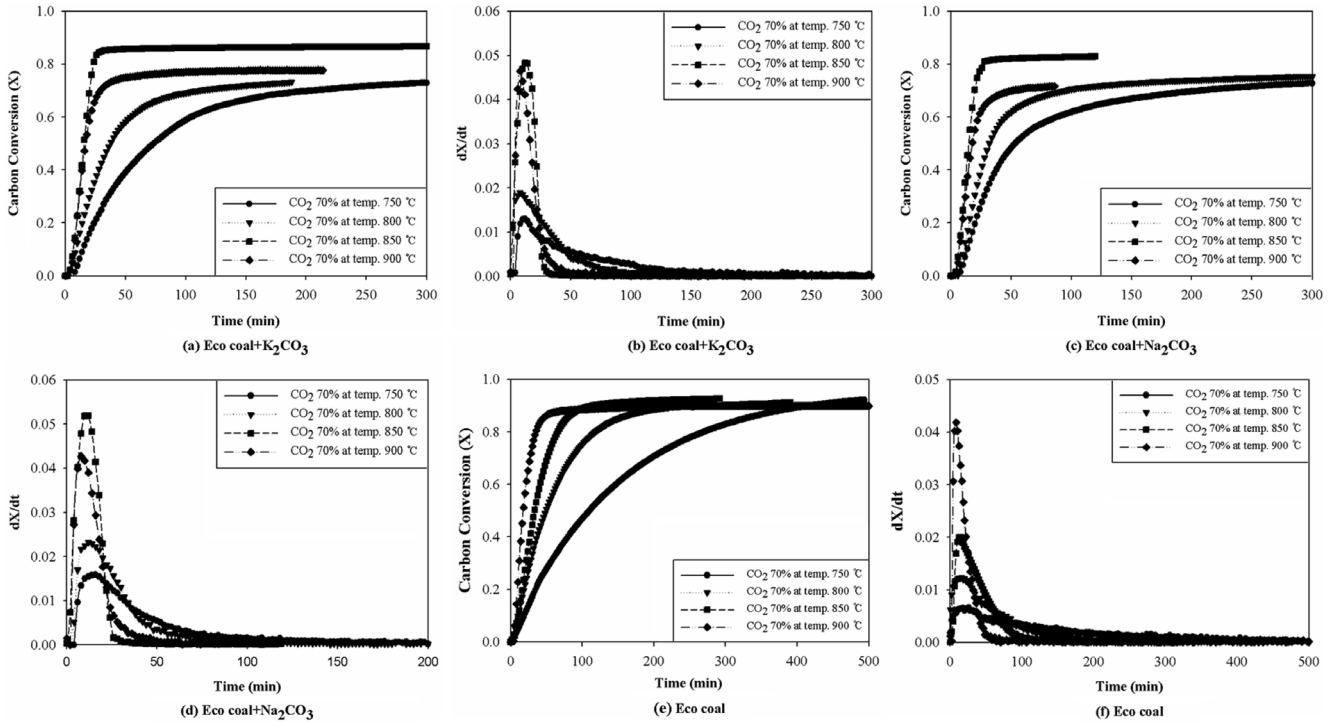 Carbon Conversion (X)
1.0
0.8
0.6
0.4
0.2
0.0
CO2 70% at temp. 750 ℃
CO2 70% at temp. 800 ℃
CO2 70% at temp. 850 ℃
CO2 70% at temp. 900 ℃
0 50 100 150 200 250 300
Time (min)
(a) Eco coal+K2CO3
dX/dt
0.06
0.05
0.04
0.03
0.02
0.01
0.00
CO2 70% at temp. 750 ℃
CO2 70% at temp. 800 ℃
CO2 70% at temp. 850 ℃
CO2 70% at temp. 900 ℃
0 50 100 150 200 250 300
Time (min)
(b) Eco coal+K2CO3
Carbon Conversion (X)
1.0
0.8
0.6
0.4
0.2
0.0
CO2 70% at temp. 750 ℃
CO2 70% at temp. 800 ℃
CO2 70% at temp. 850 ℃
CO2 70% at temp. 900 ℃
0 50 100 150 200 250 300
Time (min)
(c) Eco coal+Na2CO3
dX/dt
0.06
0.05
0.04
0.03
0.02
0.01
0.00
CO2 70% at temp. 750 ℃
CO2 70% at temp. 800 ℃
CO2 70% at temp. 850 ℃
CO2 70% at temp. 900 ℃
0 50 100 150 200
Time (min)
(d) Eco coal+Na2CO3
Carbon Conversion (X)
1.0
0.8
0.6
0.4
0.2
0.0
CO2 70% at temp. 750 ℃
CO2 70% at temp. 800 ℃
CO2 70% at temp. 850 ℃
CO2 70% at temp. 900 ℃
0 100 200 300 400 500
Time (min)
(e) Eco coal
dX/dt
0.05
0.04
0.03
0.02
0.01
0.00
CO2 70% at temp. 750 ℃
CO2 70% at temp. 800 ℃
CO2 70% at temp. 850 ℃
CO2 70% at temp. 900 ℃
0 100 200 300 400 500
Time (min)
(f) Eco coal